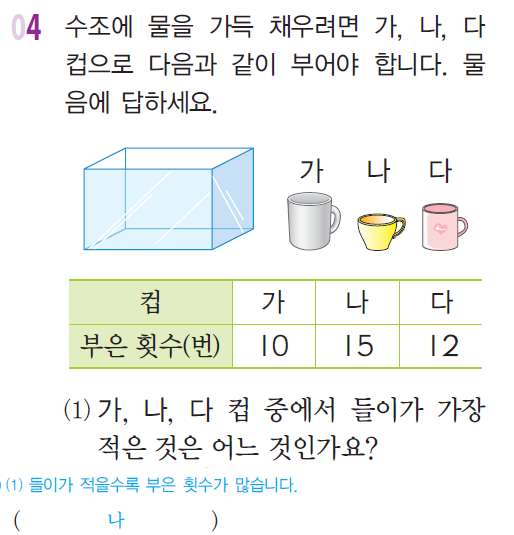 04 수조에 물을 가득 채우려면 가, 나, 다
컵으로 다음과 같이 부어야 합니다. 물
음에 답하세요.
가 나 다
컵 가 나 다
부은 횟수(번) 10 15 12
(1) 가, 나, 다 컵 중에서 들이가 가장
적은 것은 어느 것인가요?
(1) 들이가 적을수록 부은 횟수가 많습니다.
( 나 )